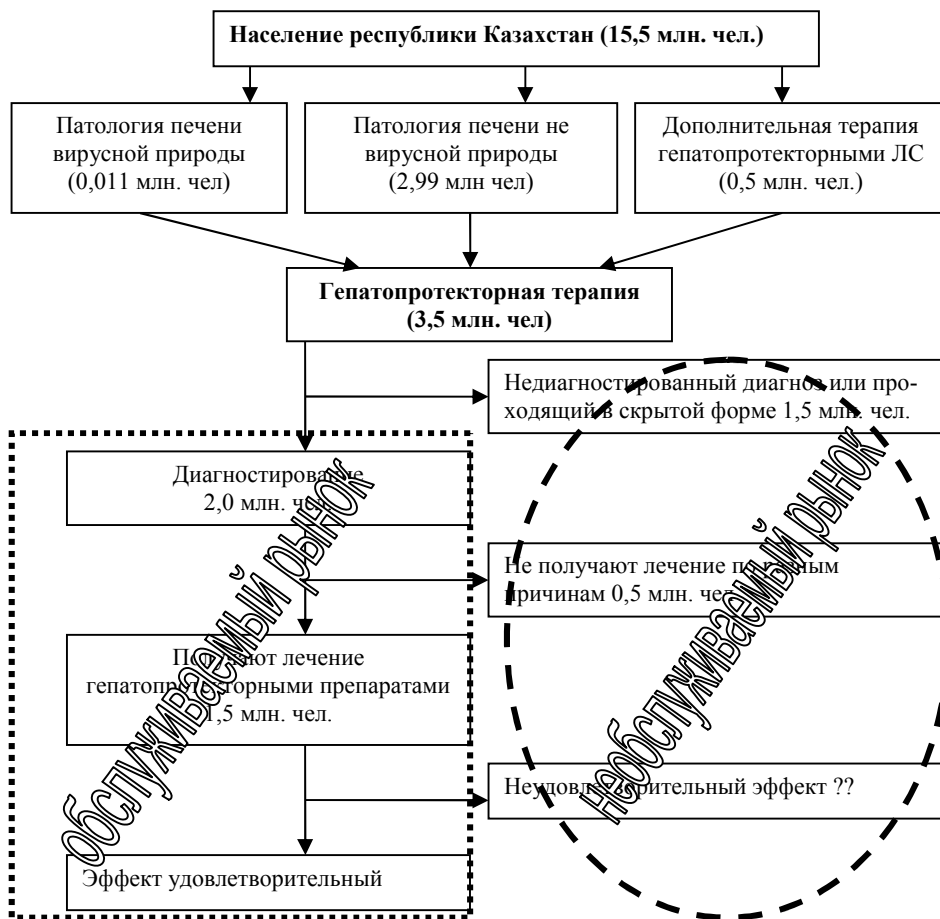 Население республики Казахстан (15,5 млн. чел.)
Патология печени
вирусной природы
(0,011 млн. чел)
Патология печени не
вирусной природы
(2,99 млн чел)
Дополнительная терапия
гепатопротекторными ЛС
(0,5 млн. чел.)
Гепатопротекторная терапия
(3,5 млн. чел)
Недиагностированный диагноз или про-
ходящий в скрытой форме 1,5 млн. чел.
Диагностирование
2,0 млн. чел.
Не получают лечение по разным
причинам 0,5 млн. чел.
Получают лечение
гепатопротекторными препаратами
1,5 млн. чел.
Неудовлетворительный эффект ??
Эффект удовлетворительный
обслуживаемый рынок
необслуживаемый рынок